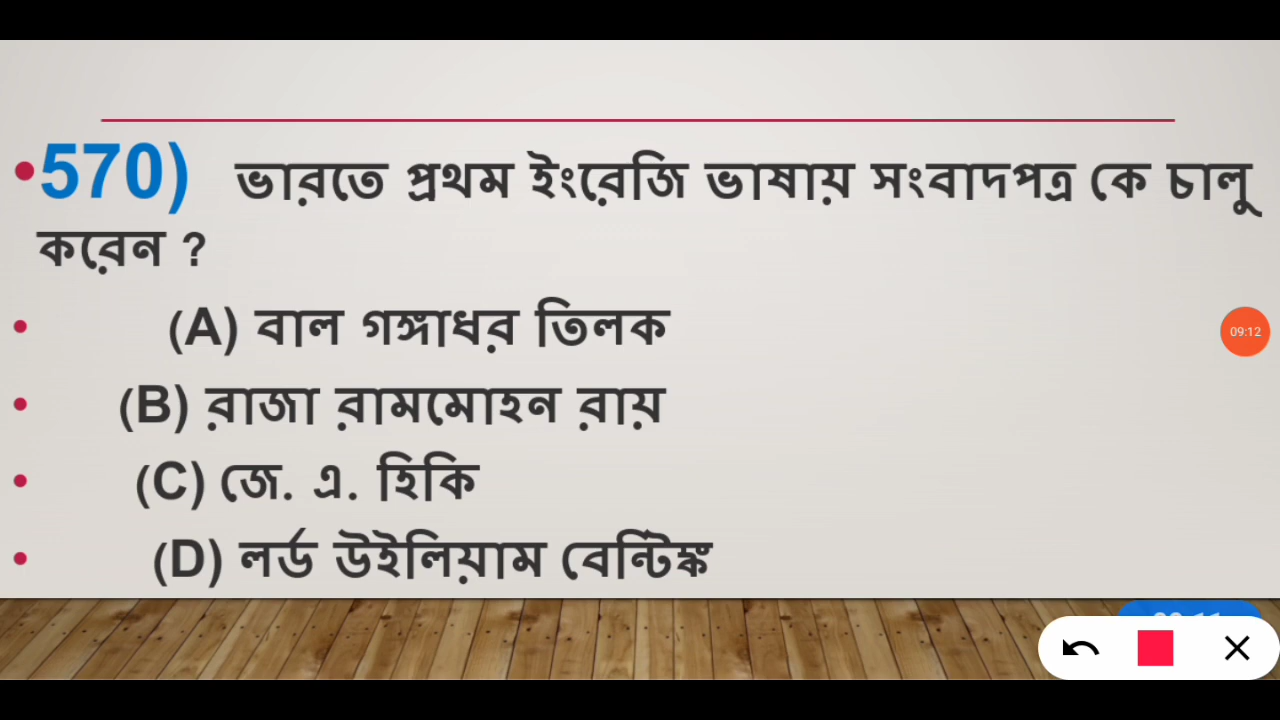 •570) ভারতে প্রথম ইংরেজি ভাষায় সংবাদপত্র কে চালু
করেন ?
• (A) বাল গঙ্গাধর তিলক
• (B) রাজা রামমোহন রায়
• (C) জে. এ. হিকি
• (D) লর্ড উইলিয়াম বেন্টিঙ্ক
09:12